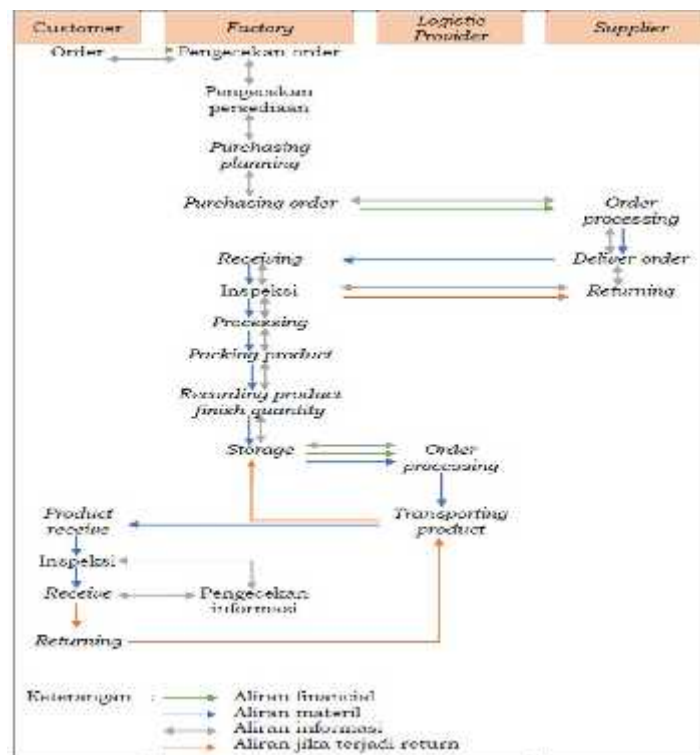 Customer
Factory
Logistic
Provider
Supplier
Order
Pengecekan order
Pengecekan
persediaan
Purchasing
planning
Purchasing order
Order
processing
Receiving
Deliver order
Inspeksi
Returning
Processing
Packing product
Recording product
finish quantity
Storage
Order
processing
Product
receive
Transporting
product
Inspeksi
Receive
Pengecekan
informasi
Returning
Keterangan :
Aliran financial
Aliran materil
Aliran informasi
Aliran jika terjadi return